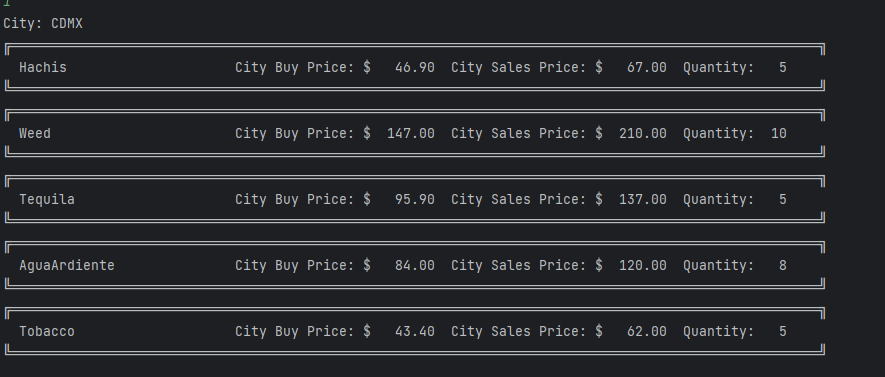 1
City: CDMX
Hachis City Buy Price: $ 46.90 City Sales Price: $ 67.00 Quantity: 5
Weed City Buy Price: $ 147.00 City Sales Price: $ 210.00 Quantity: 10
Tequila City Buy Price: $ 95.90 City Sales Price: $ 137.00 Quantity: 5
AguaArdiente City Buy Price: $ 84.00 City Sales Price: $ 120.00 Quantity: 8
Tobacco City Buy Price: $ 43.40 City Sales Price: $ 62.00 Quantity: 5